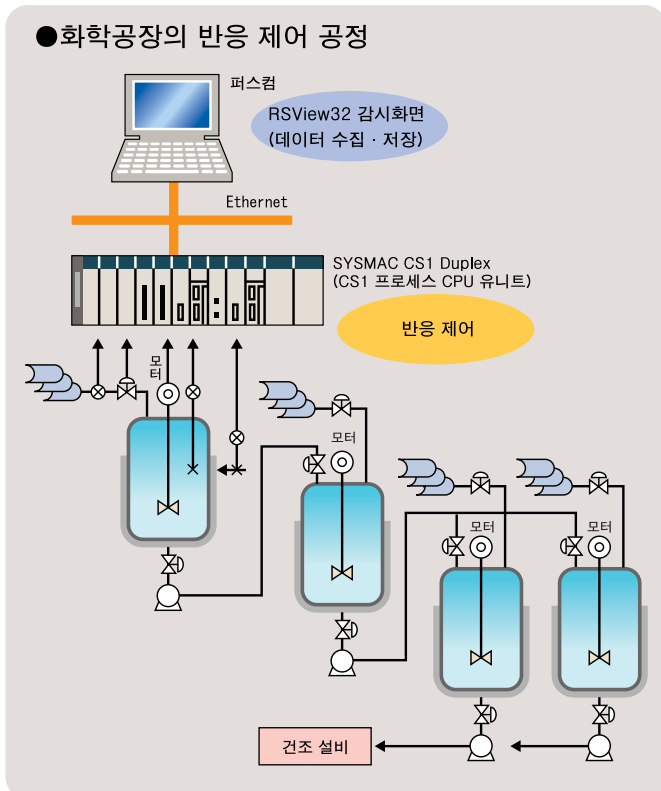 ●화학공장의 반응 제어 공정
퍼스컴
RSView32 감시화면
(데이터 수집 · 저장)
Ethernet
SYSMAC CS1 Duplex
(CS1 프로세스 CPU 유니트)
반응 제어
모
터
모터
모터
모터
건조 설비